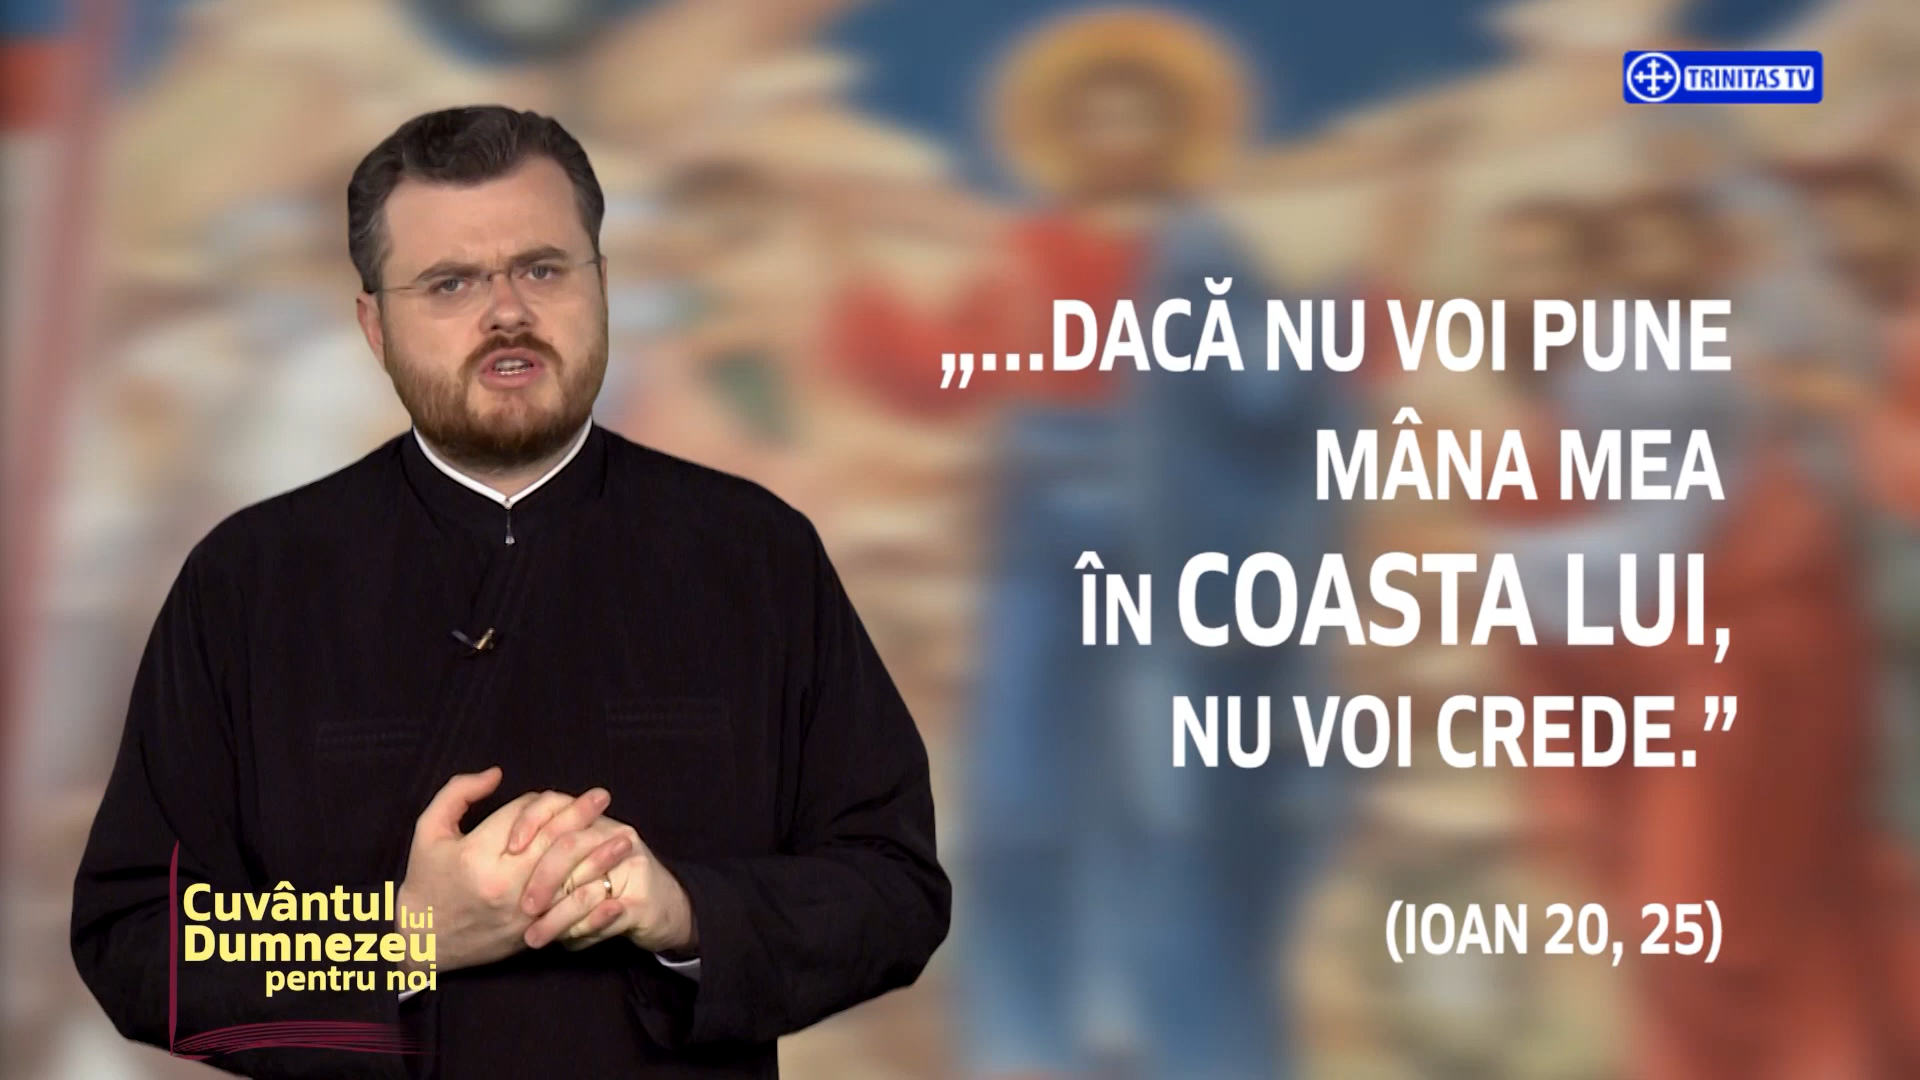 TRINITAS TV
„...DACĂ NU VOI PUNE
MÂNA MEA
ÎN COASTA LUI,
NU VOI CREDE.”
(IOAN 20, 25)
Cuvântul lui
Dumnezeu
pentru noi